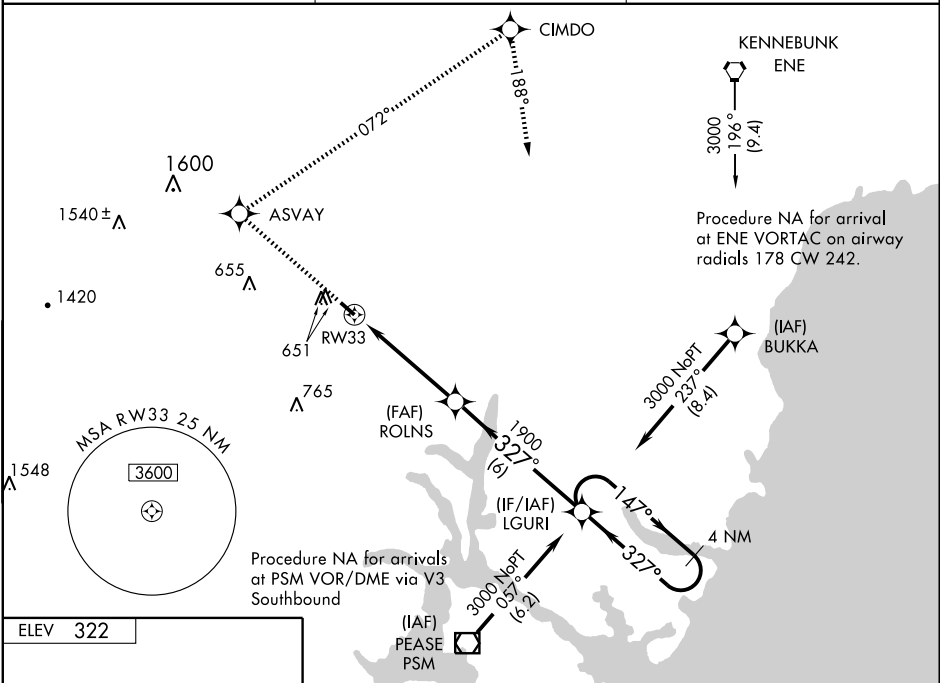 CIMDO
KENNEBUNK
ENE
188°
072°
3000
196°
(9.4)
1600
1540 ±
ASVAY
Procedure NA for arrival
at ENE VORTAC on airway
radials 178 CW 242.
655
1420
RW33
651
(IAF)
BUKKA
3000 NoPT
237°
(8.4)
765
(FAF)
ROLNS
MSA RW33 25 NM
3600
1548
1900
327°
(6)
(IF/IAF)
LGURI
147°
4 NM
327°
Procedure NA for arrivals
at PSM VOR/DME via V3
Southbound
3000 NoPT
057°
(6.2)
(IAF)
PEASE
PSM
ELEV 322